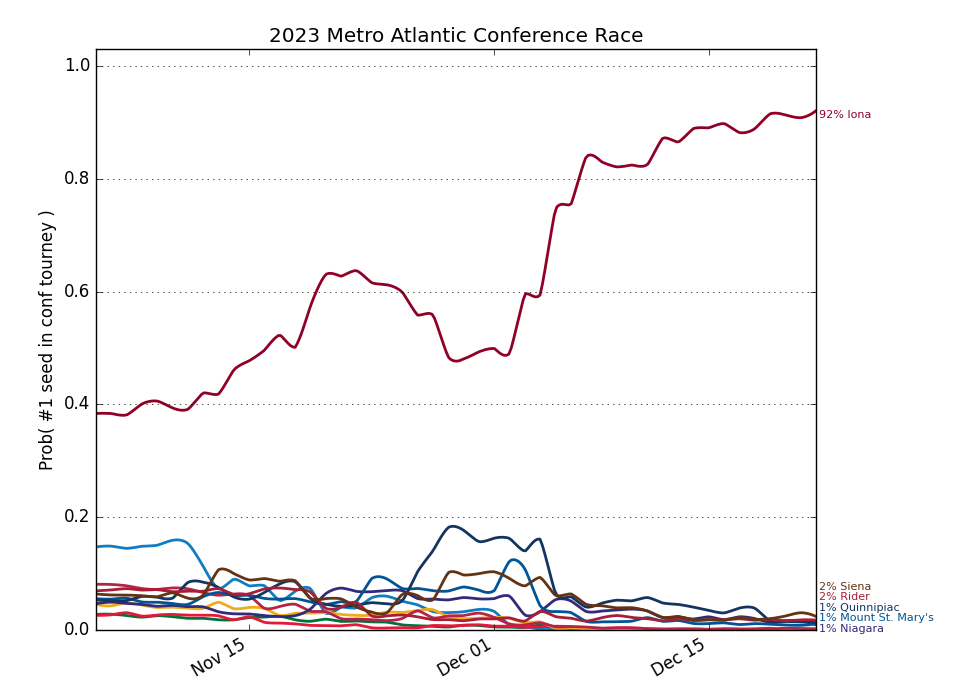 2023 Metro Atlantic Conference Race
Prob( #1 seed in conf tourney )
1.0
0.8
0.6
0.4
0.2
0.0
Nov 15
Dec 01
Dec 15
92% Iona
2% Siena
2% Rider
1% Quinnipiac
1% Mount St. Mary's
1% Niagara